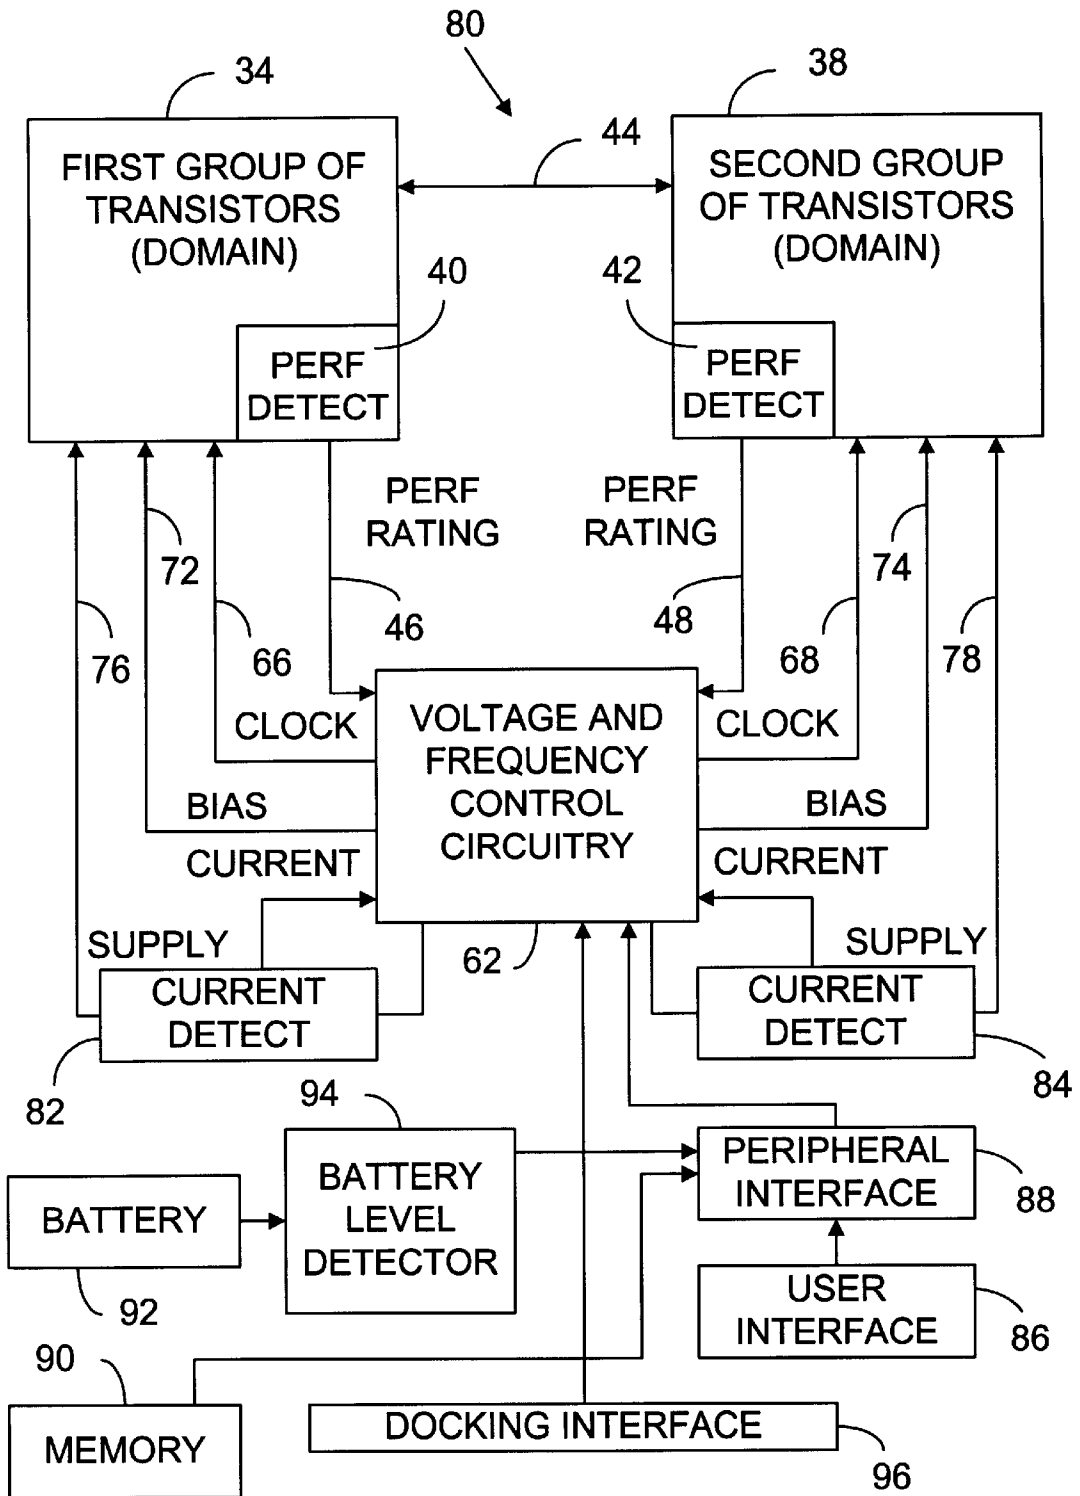 80
34
38
44
FIRST GROUP OF
TRANSISTORS
(DOMAIN)
SECOND GROUP
OF TRANSISTORS
(DOMAIN)
40
42
PERF
DETECT
PERF
DETECT
PERF
RATING
PERF
RATING
72
74
46
48
76
66
68
78
CLOCK
VOLTAGE AND
FREQUENCY
CONTROL
CIRCUITRY
CLOCK
BIAS
BIAS
CURRENT
CURRENT
SUPPLY
62
SUPPLY
CURRENT
DETECT
CURRENT
DETECT
82
84
94
BATTERY
LEVEL
DETECTOR
PERIPHERAL
INTERFACE
88
BATTERY
92
USER
INTERFACE
86
90
MEMORY
DOCKING INTERFACE
96